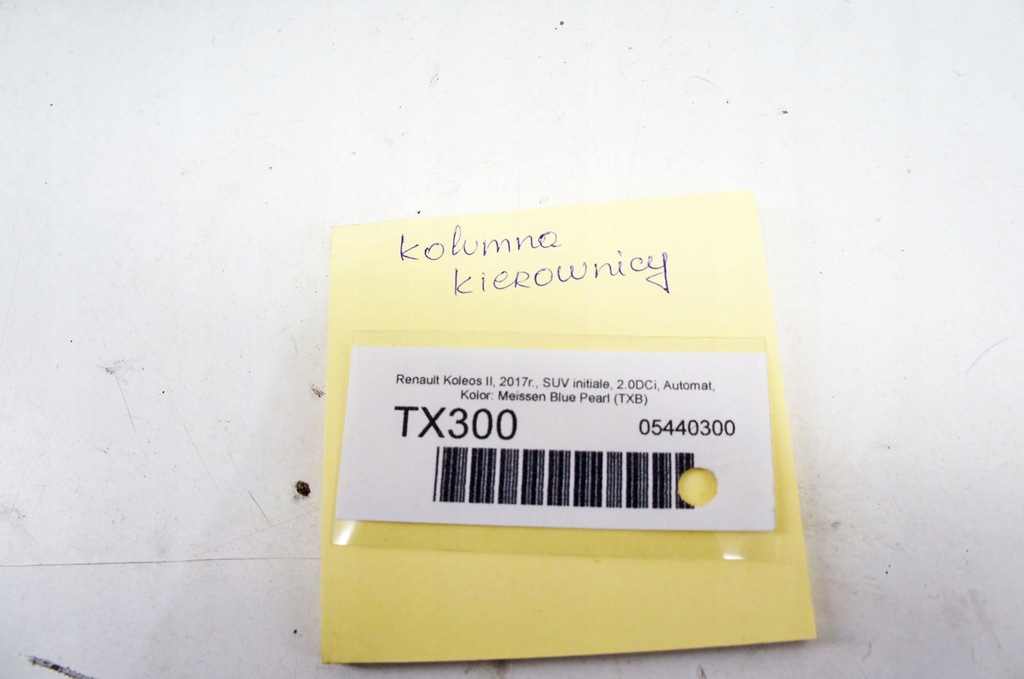 kolumna
kierownicy
Renault Koleos II, 2017r., SUV initiale, 2.0DCi, Automat,
Kolor: Meissen Blue Pearl (TXB)
TX300 05440300